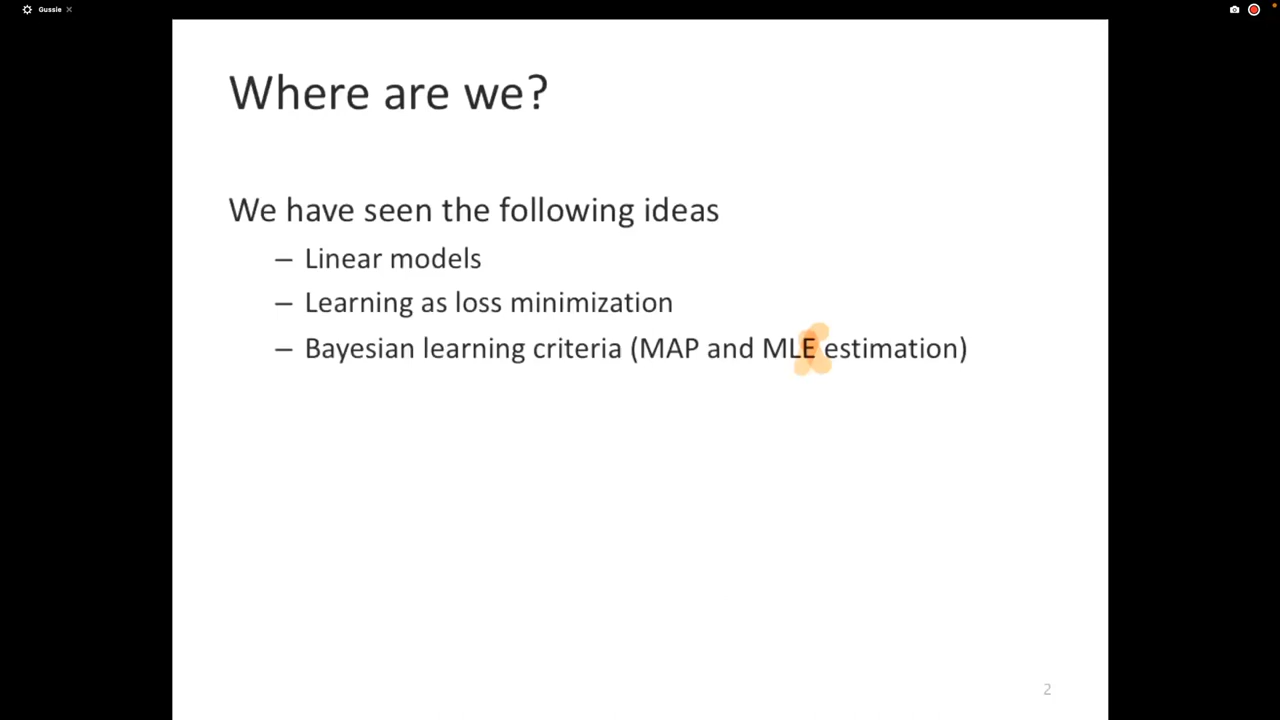 Gussie
Where are we?
We have seen the following ideas
– Linear models
– Learning as loss minimization
– Bayesian learning criteria (MAP and MLE estimation)
2